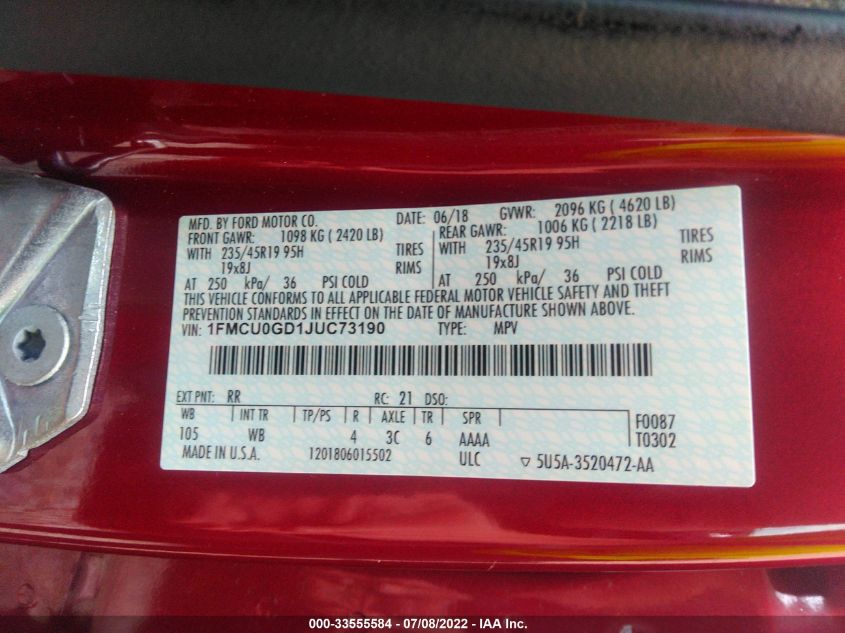 MFD. BY FORD MOTOR CO. DATE: 06/18 GVWR: 2096 KG ( 4620 LB)
FRONT GAWR: 1098 KG ( 2420 LB) REAR GAWR: 1006 KG ( 2218 LB)
WITH 235/45R19 95H TIRES WITH 235/45R19 95H TIRES
19x8J RIMS 19x8J RIMS
AT 250 kPa/ 36 PSI COLD AT 250 kPa/ 36 PSI COLD
THIS VEHICLE CONFORMS TO ALL APPLICABLE FEDERAL MOTOR VEHICLE SAFETY AND THEFT
PREVENTION STANDARDS IN EFFECT ON THE DATE OF MANUFACTURE SHOWN ABOVE.
VIN: 1FMCU0GD1JUC73190 TYPE: MPV
EXT PNT: RR RC: 21 DSO:
WB INT TR TP/PS R AXLE TR SPR F0087
105 WB 4 3C 6 AAAA T0302
MADE IN U.S.A. 1201806015502 ULC ▽ 5U5A-3520472-AA
000-33555584 - 07/08/2022 - IAA Inc.